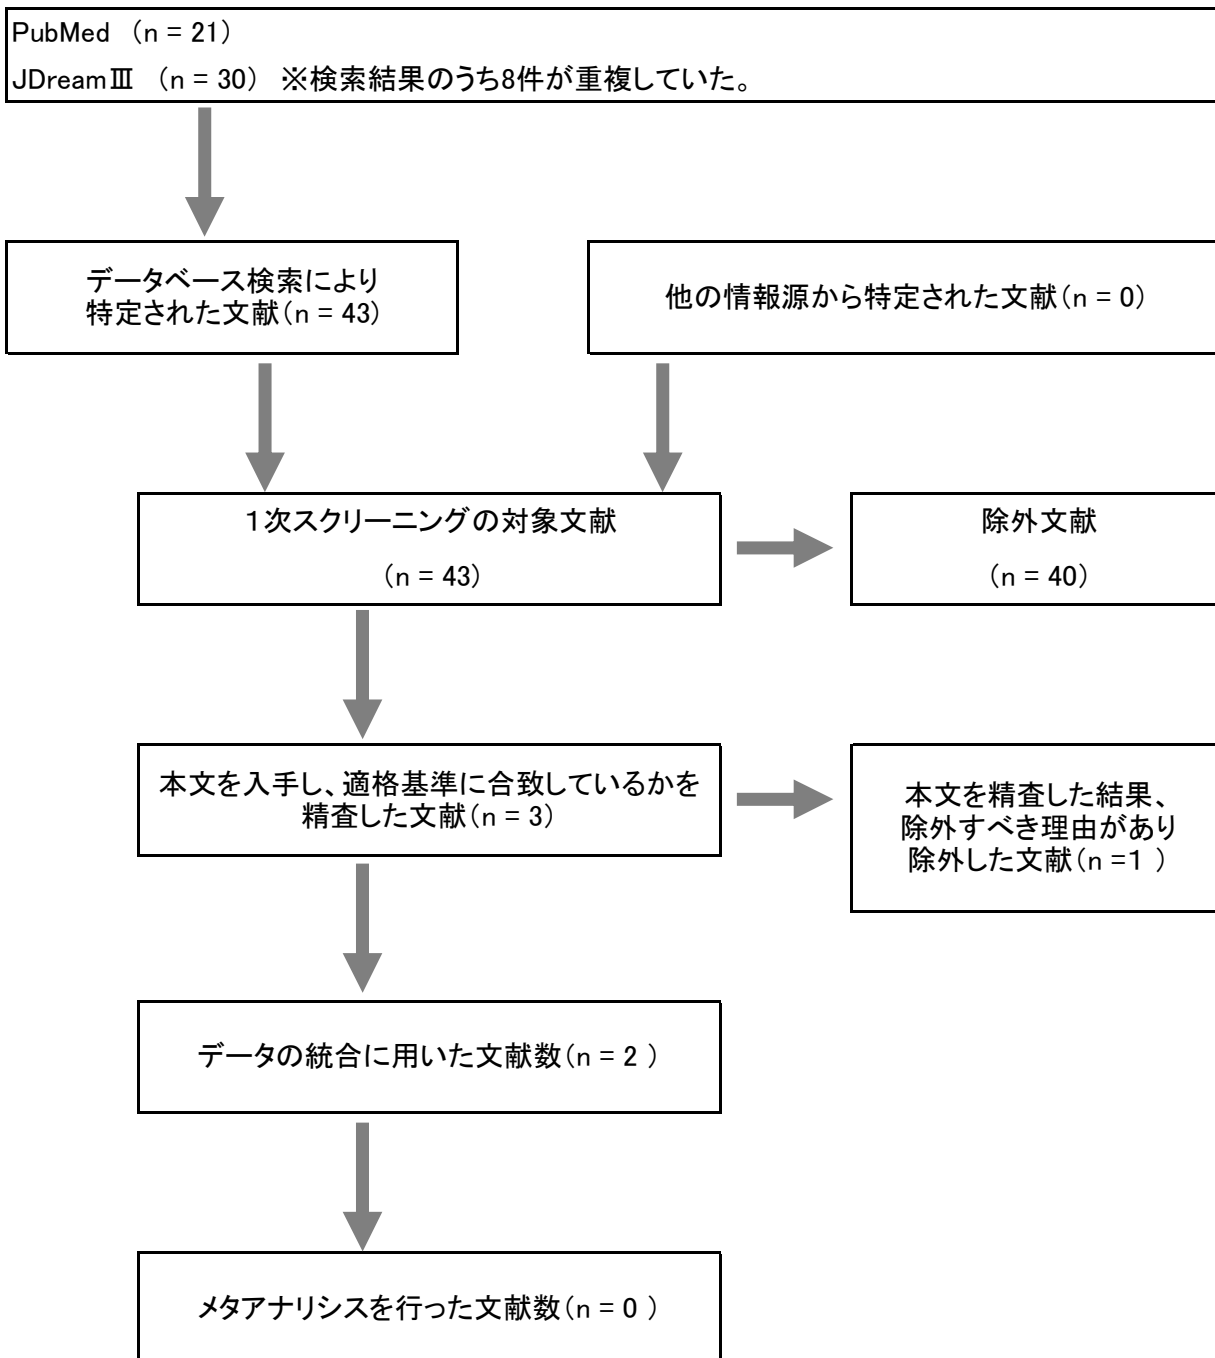 PubMed （n = 21）
JDreamⅢ （n = 30） ※検索結果のうち8件が重複していた。
データベース検索により
特定された文献（n = 43）
他の情報源から特定された文献（n = 0）
１次スクリーニングの対象文献
（n = 43）
除外文献
（n = 40）
本文を入手し、適格基準に合致しているかを
精査した文献（n = 3）
本文を精査した結果、
除外すべき理由があり
除外した文献（n =１ ）
データの統合に用いた文献数（n = 2 ）
メタアナリシスを行った文献数（n = 0 ）